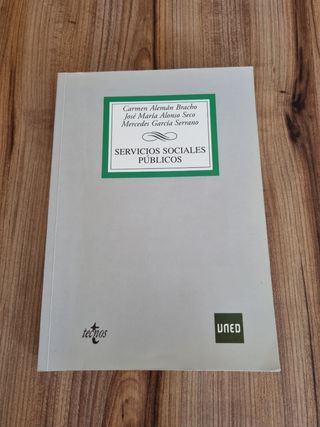 Carmen Alemán Bracho
José María Alonso Seco
Mercedes García Serrano
SERVICIOS SOCIALES
PÚBLICOS
tecnos
UNED